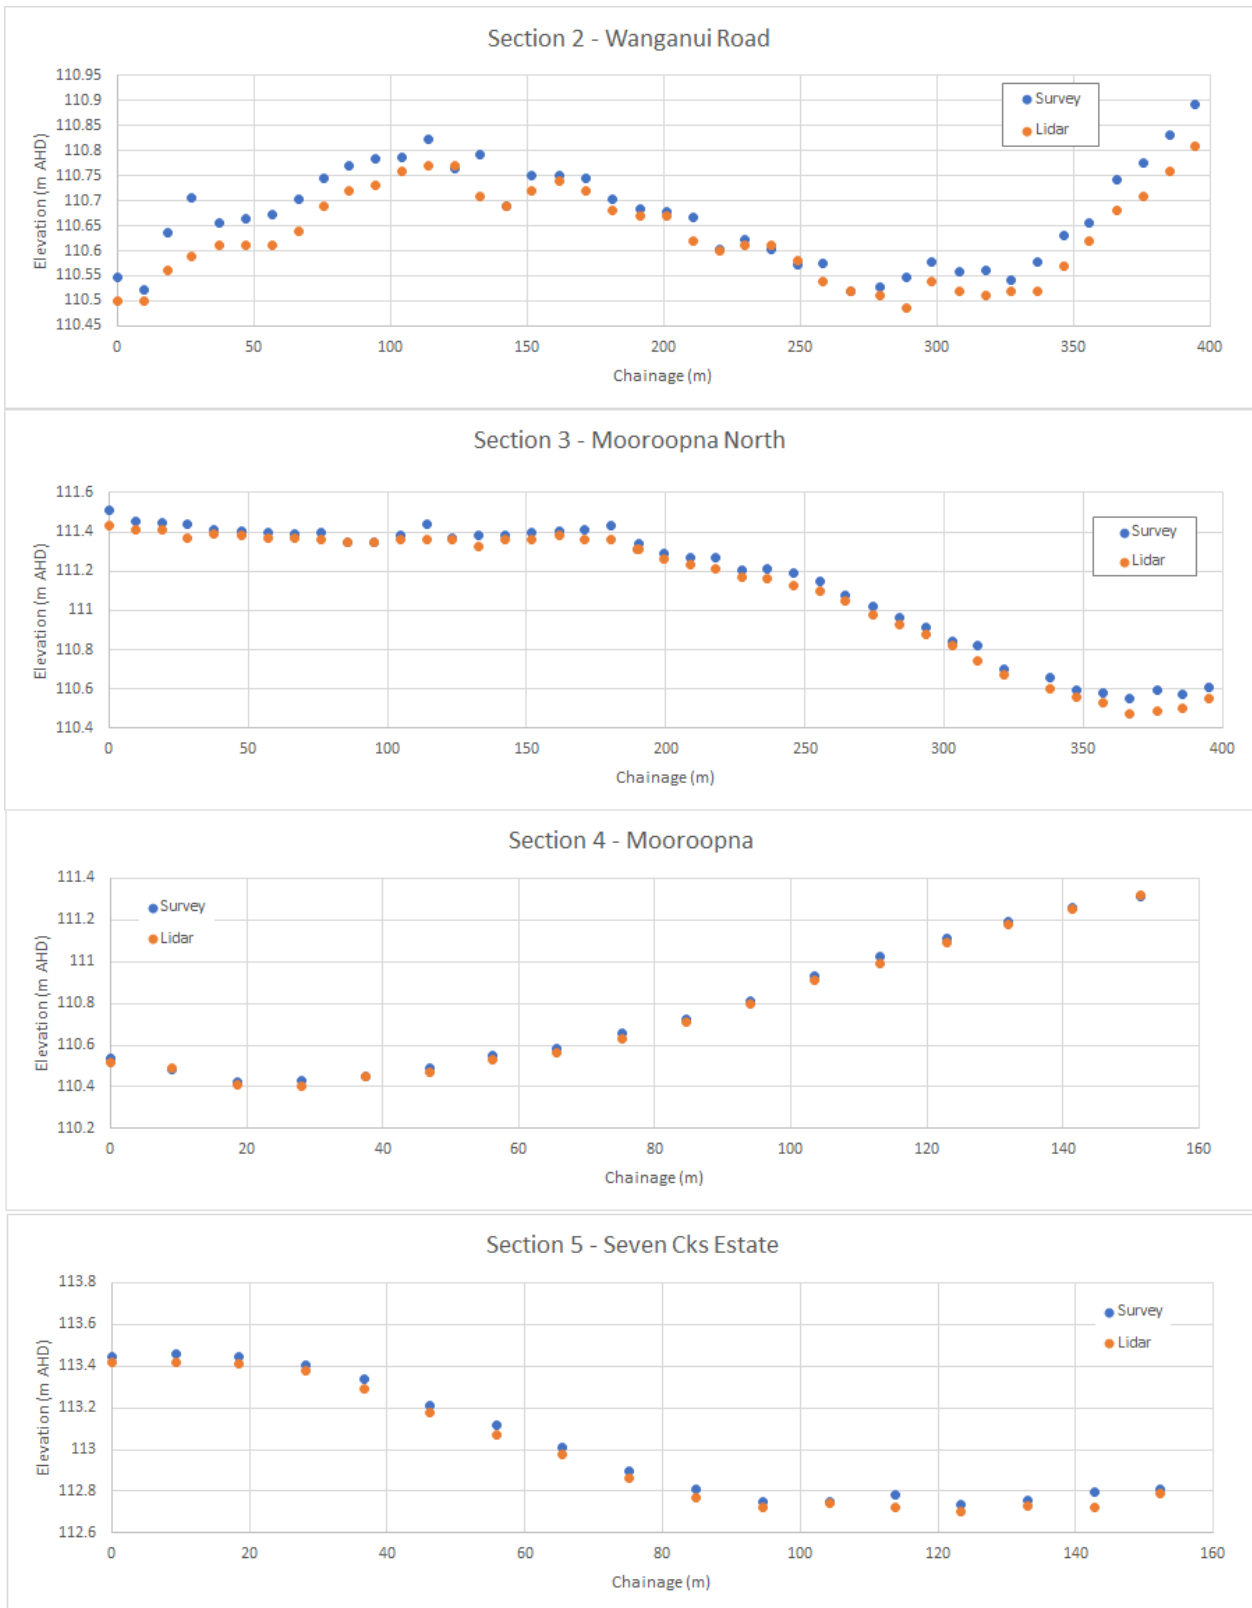 Section 2 - Wanganui Road
110.95
110.9
110.85
110.8
110.75
110.7
110.65
110.6
110.55
110.5
110.45
Elevation (m AHD)
Survey
Lidar
0 50 100 150 200 250 300 350 400
Chainage (m)
Section 3 - Mooroopna North
111.6
111.4
111.2
111
110.8
110.6
110.4
Elevation (m AHD)
Survey
Lidar
0 50 100 150 200 250 300 350 400
Chainage (m)
Section 4 - Mooroopna
111.4
111.2
111
110.8
110.6
110.4
110.2
Elevation (m AHD)
Survey
Lidar
0 20 40 60 80 100 120 140 160
Chainage (m)
Section 5 - Seven Cks Estate
113.8
113.6
113.4
113.2
113
112.8
112.6
Elevation (m AHD)
Survey
Lidar
0 20 40 60 80 100 120 140 160
Chainage (m)